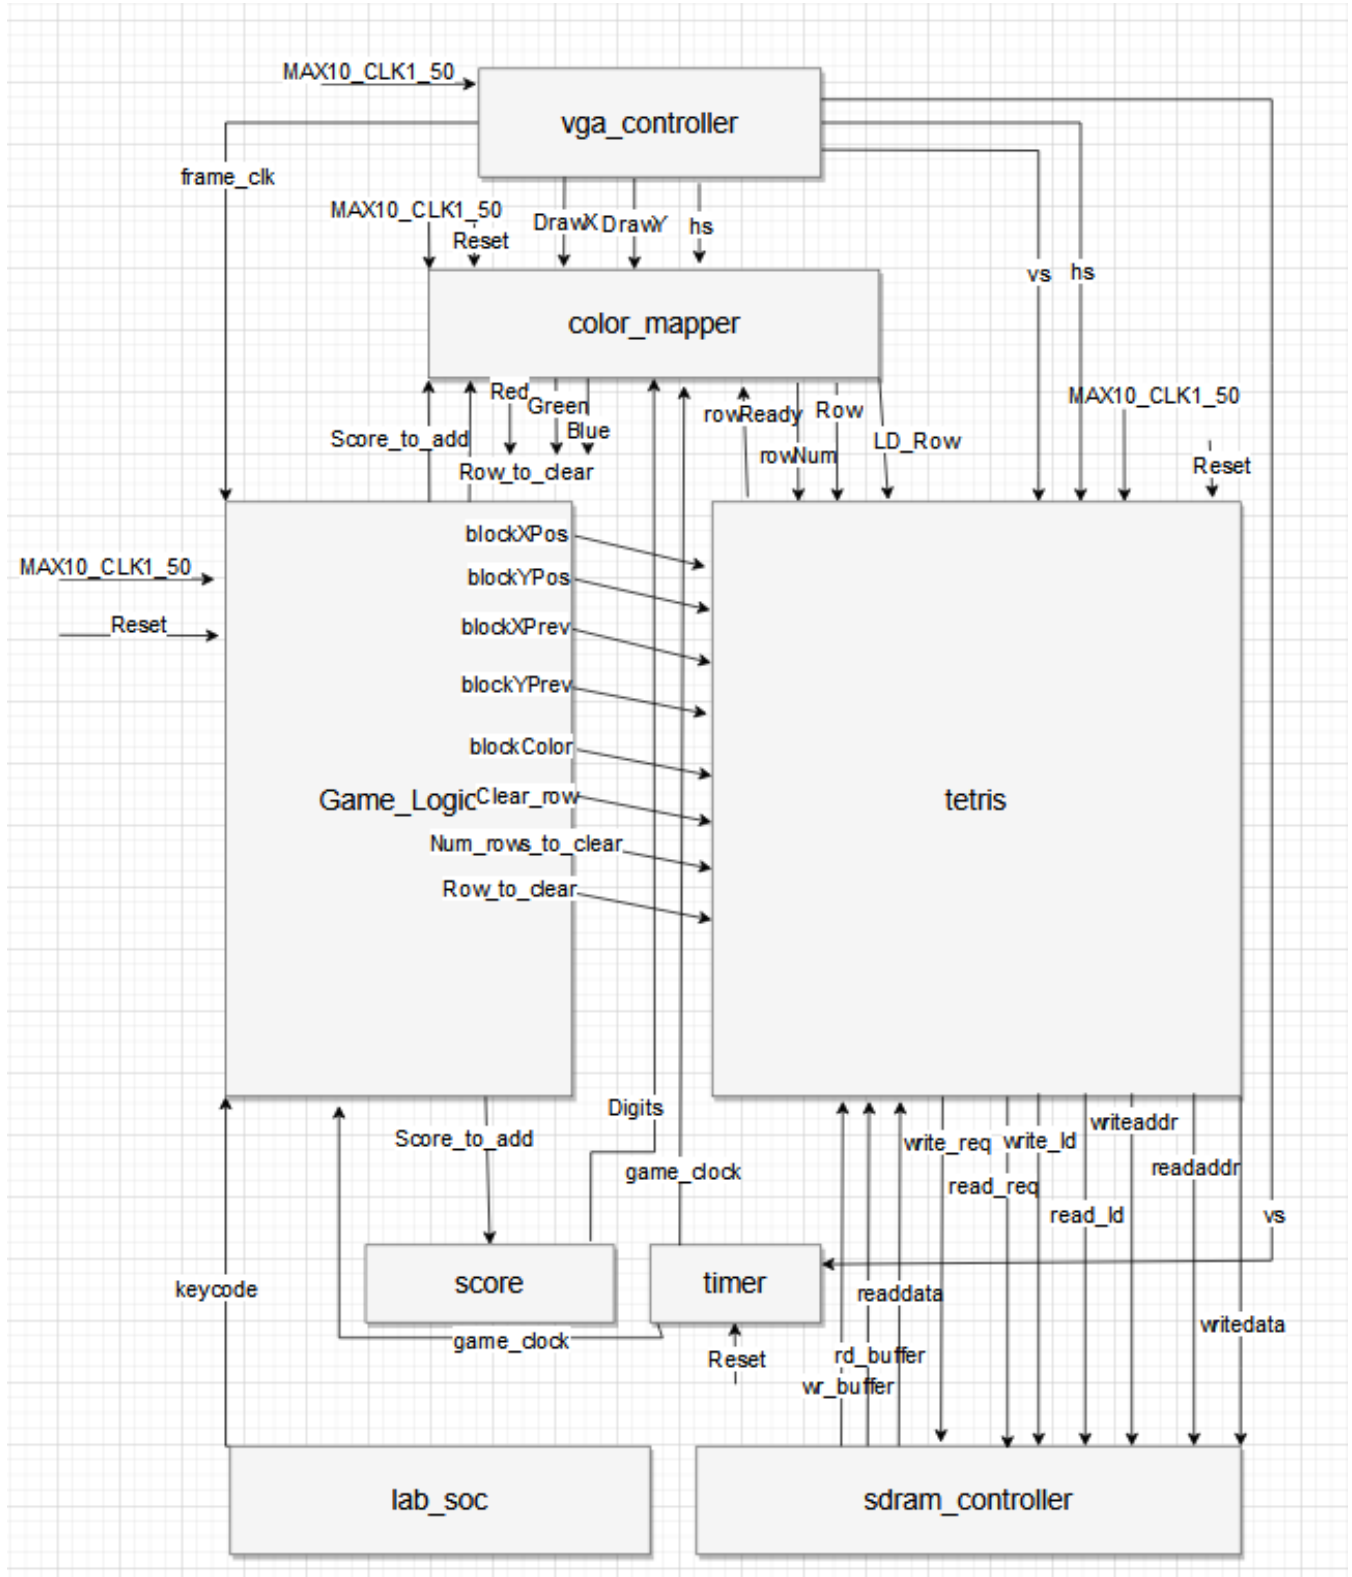 MAX10_CLK1_50
vga_controller
frame_clk
MAX10_CLK1_50
Reset
DrawX
DrawY
hs
vs
hs
color_mapper
Red
Green
Blue
Score_to_add
Row_to_clear
rowReady
rowNum
Row
LD_Row
MAX10_CLK1_50
Reset
MAX10_CLK1_50
Reset
blockXPos
blockYPos
blockXPrev
blockYPrev
blockColor
Game_Logic
Clear_row
tetris
Num_rows_to_clear
Row_to_clear
Score_to_add
Digits
game_clock
write_req
write_ld
writeaddr
read_req
readaddr
read_ld
vs
keycode
score
timer
readdata
writedata
game_clock
Reset
rd_buffer
wr_buffer
lab_soc
sdram_controller